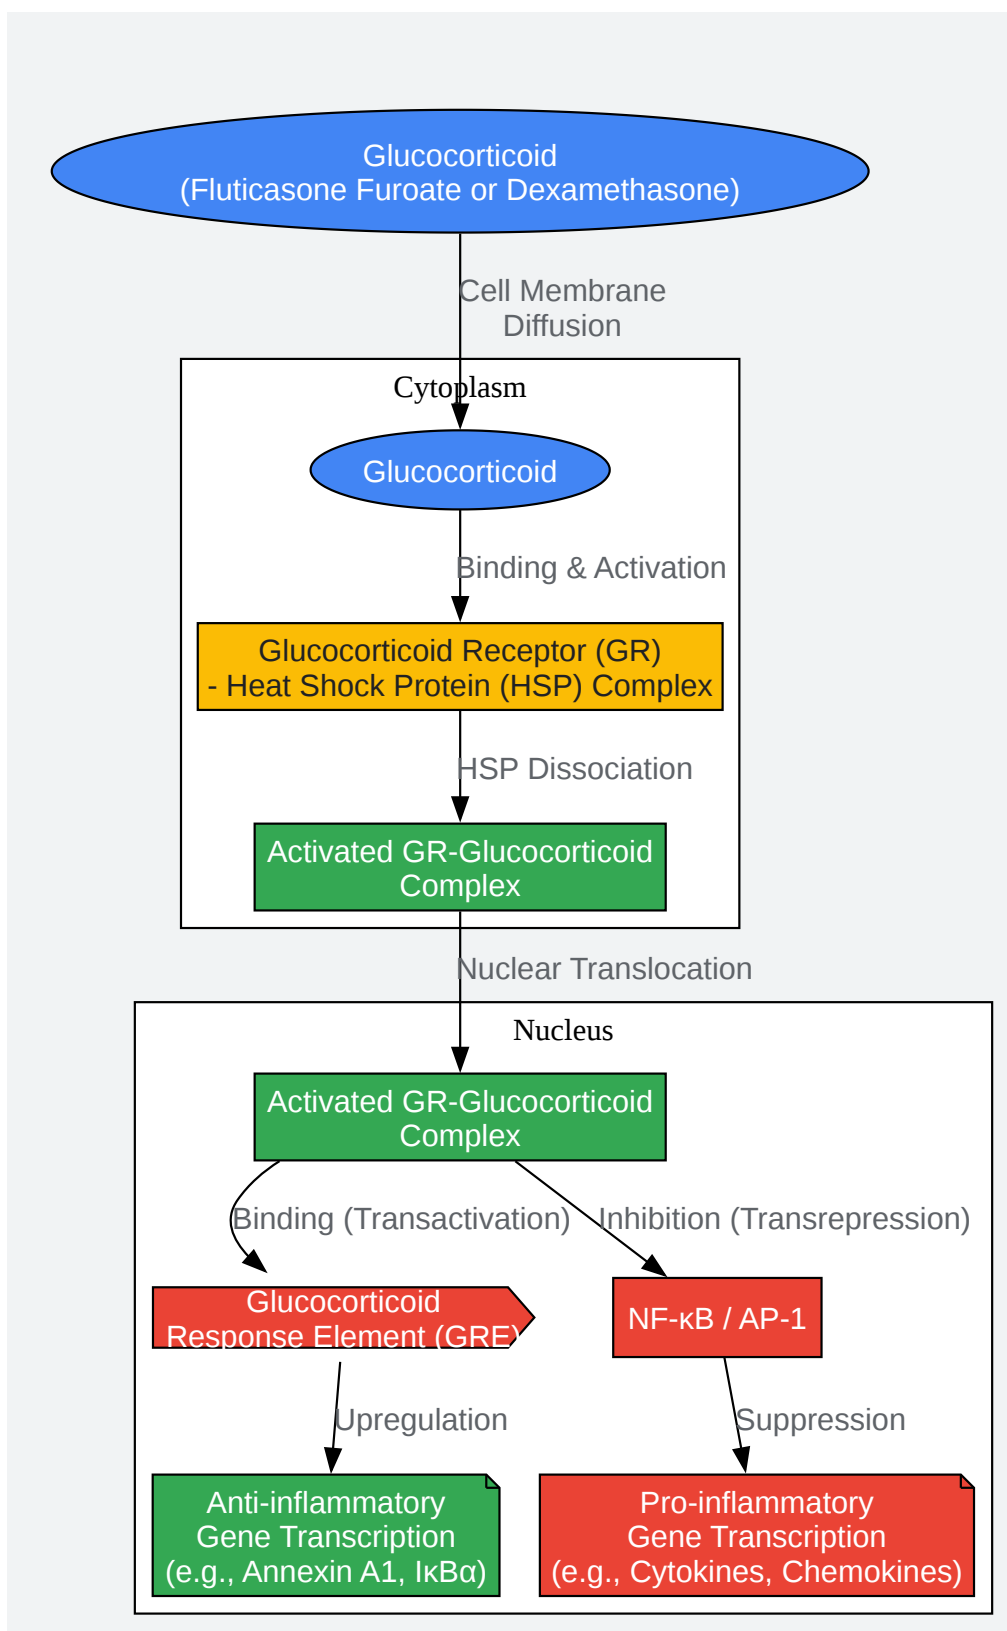 Glucocorticoid
(Fluticasone Furoate or Dexamethasone)
Cell Membrane
Diffusion
Cytoplasm
Glucocorticoid
Binding & Activation
Glucocorticoid Receptor (GR)
- Heat Shock Protein (HSP) Complex
HSP Dissociation
Activated GR-Glucocorticoid
Complex
Nuclear Translocation
Nucleus
Activated GR-Glucocorticoid
Complex
Binding (Transactivation)
Inhibition (Transrepression)
Glucocorticoid
Response Element (GRE)
NF-κB / AP-1
Upregulation
Suppression
Anti-inflammatory
Gene Transcription
(e.g., Annexin A1, IκBα)
Pro-inflammatory
Gene Transcription
(e.g., Cytokines, Chemokines)